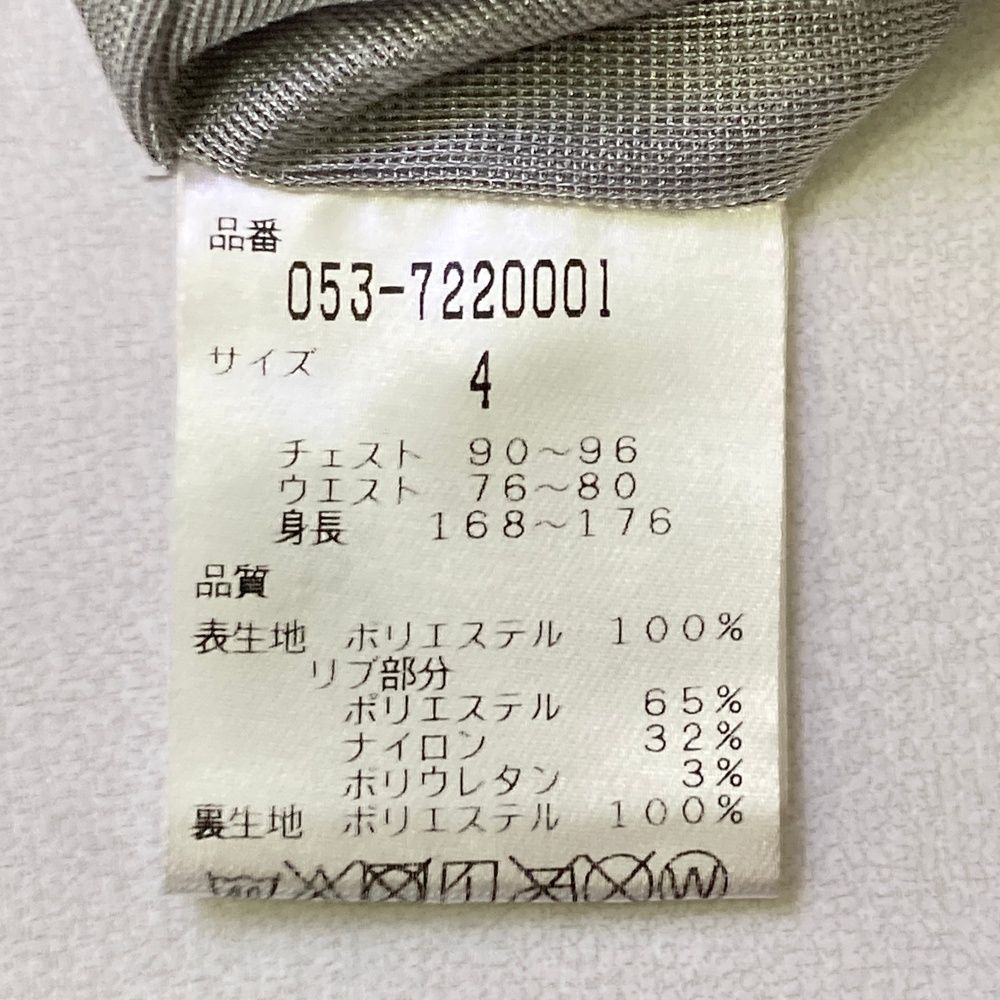 品番
053-7220001
サイズ 4
チェスト 90～96
ウエスト 76～80
身長 168～176
品質
表生地 ポリエステル 100%
リブ部分
ポリエステル 65%
ナイロン 32%
ポリウレタン 3%
裏生地 ポリエステル 100%
W